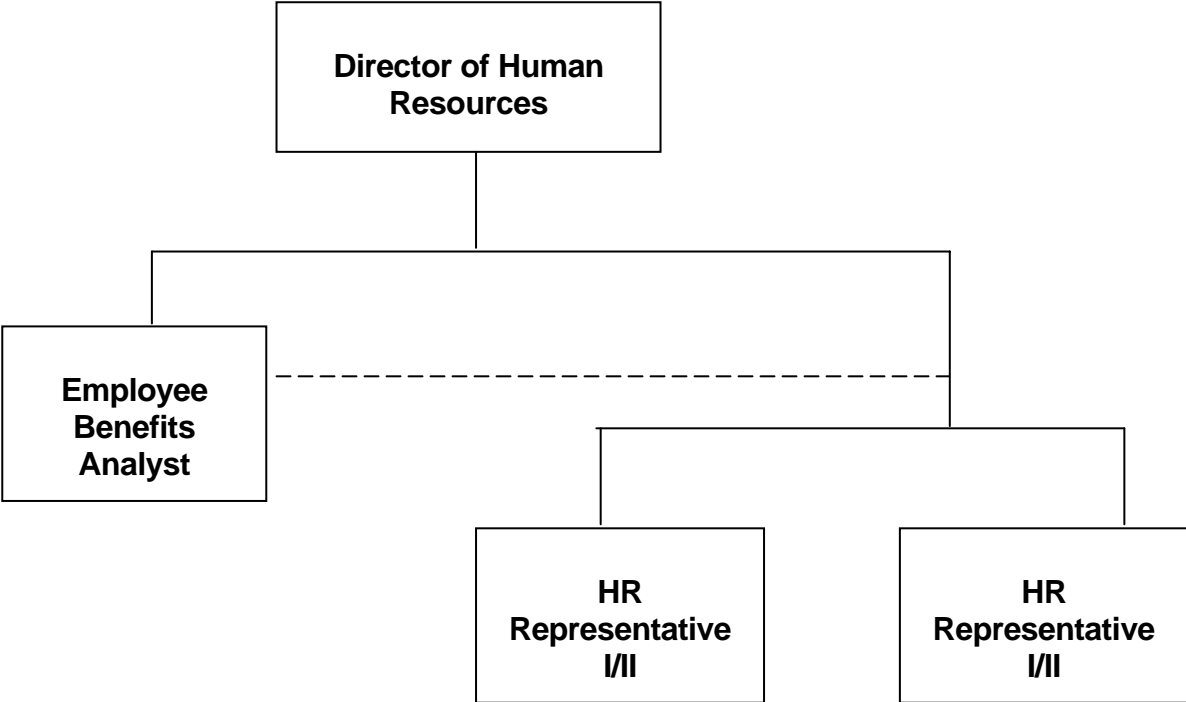 Director of Human
Resources
Employee
Benefits
Analyst
HR
Representative
I/II
HR
Representative
I/II